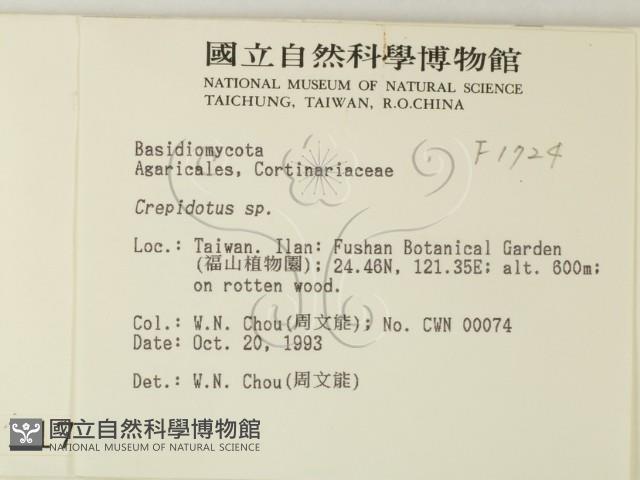 國立自然科學博物館
NATIONAL MUSEUM OF NATURAL SCIENCE
TAICHUNG, TAIWAN, R.O.CHINA
F1724
Basidiomycota
Agaricales, Cortinariaceae
Crepidotus sp.
Loc.: Taiwan. Ilan: Fushan Botanical Garden
(福山植物園); 24.46N, 121.35E; alt. 600m;
on rotten wood.
Col.: W.N. Chou(周文能); No. CWN 00074
Date: Oct. 20, 1993
Det.: W.N. Chou(周文能)
國立自然科學博物館
NATIONAL MUSEUM OF NATURAL SCIENCE